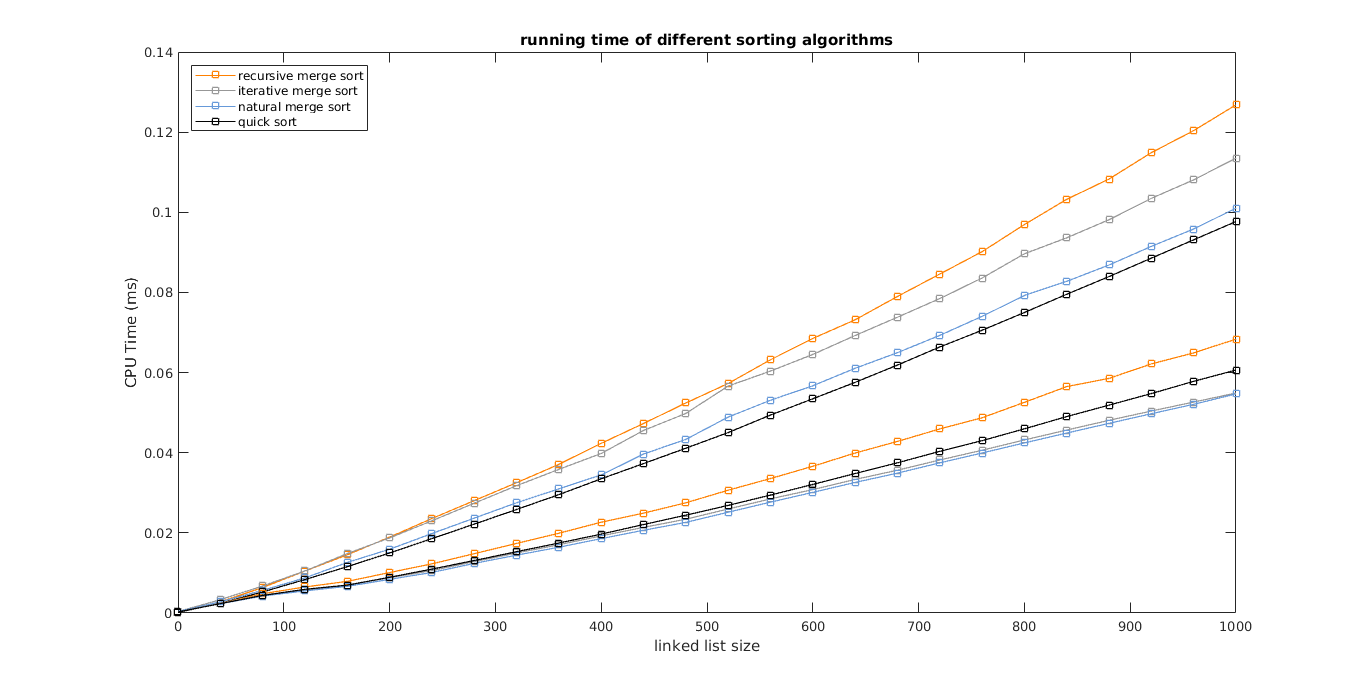 running time of different sorting algorithms
recursive merge sort
iterative merge sort
natural merge sort
quick sort
CPU Time (ms)
0.14
0.12
0.1
0.08
0.06
0.04
0.02
0
0 100 200 300 400 500 600 700 800 900 1000
linked list size